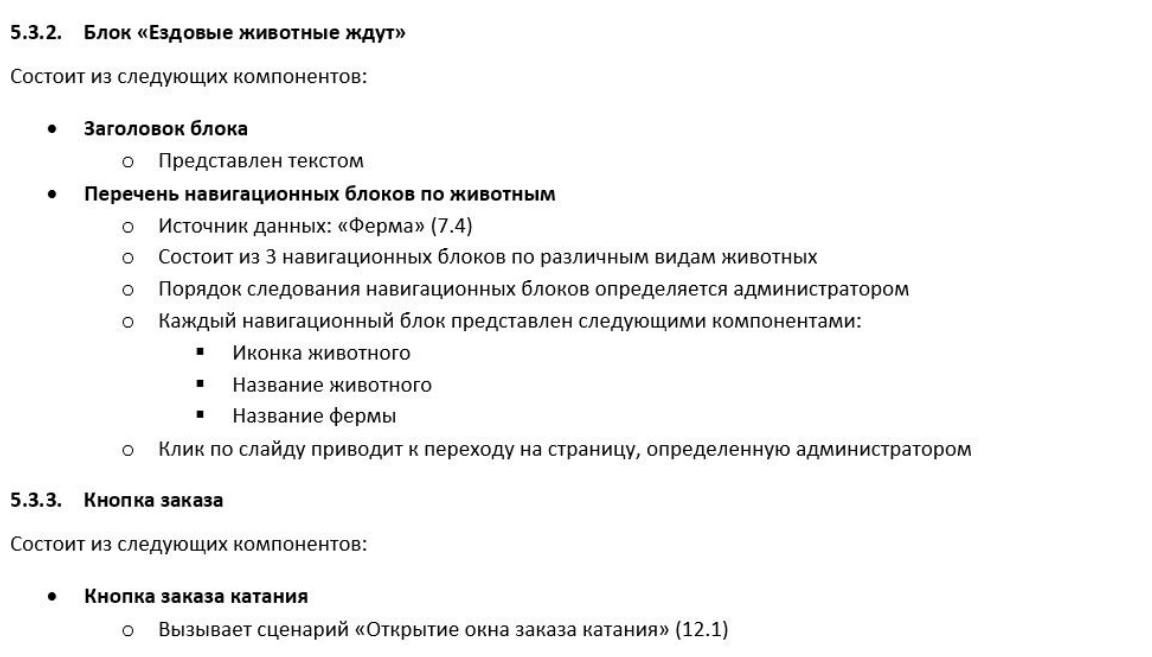 5.3.2. Блок «Ездовые животные ждут»
Состоит из следующих компонентов:
• Заголовок блока
o Представлен текстом
• Перечень навигационных блоков по животным
o Источник данных: «Ферма» (7.4)
o Состоит из 3 навигационных блоков по различным видам животных
o Порядок следования навигационных блоков определяется администратором
o Каждый навигационный блок представлен следующими компонентами:
▪ Иконка животного
▪ Название животного
▪ Название фермы
o Клик по слайду приводит к переходу на страницу, определенную администратором
5.3.3. Кнопка заказа
Состоит из следующих компонентов:
• Кнопка заказа катания
o Вызывает сценарий «Открытие окна заказа катания» (12.1)